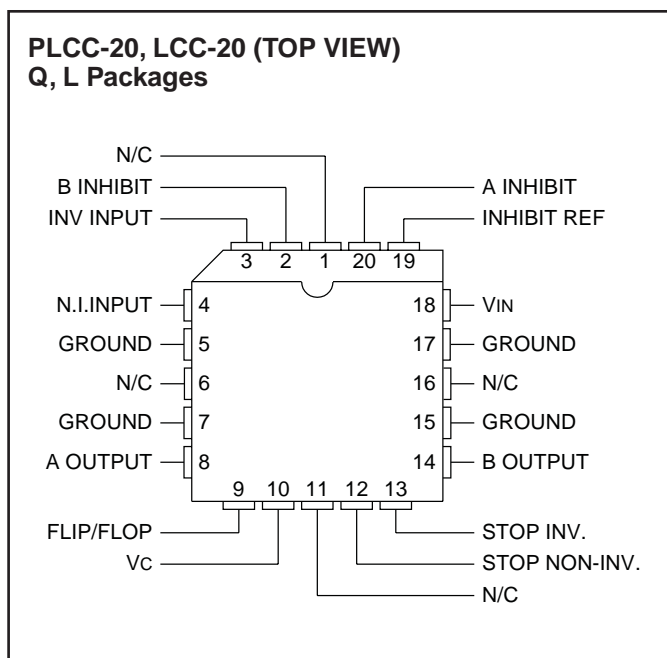 PLCC-20, LCC-20 (TOP VIEW)
Q, L Packages
N/C
B INHIBIT
A INHIBIT
INV INPUT
INHIBIT REF
3 2 1 20 19
N.I.INPUT 4 18 VIN
GROUND 5 17 GROUND
N/C 6 16 N/C
GROUND 7 15 GROUND
A OUTPUT 8 14 B OUTPUT
9 10 11 12 13
FLIP/FLOP STOP INV.
VC STOP NON-INV.
N/C